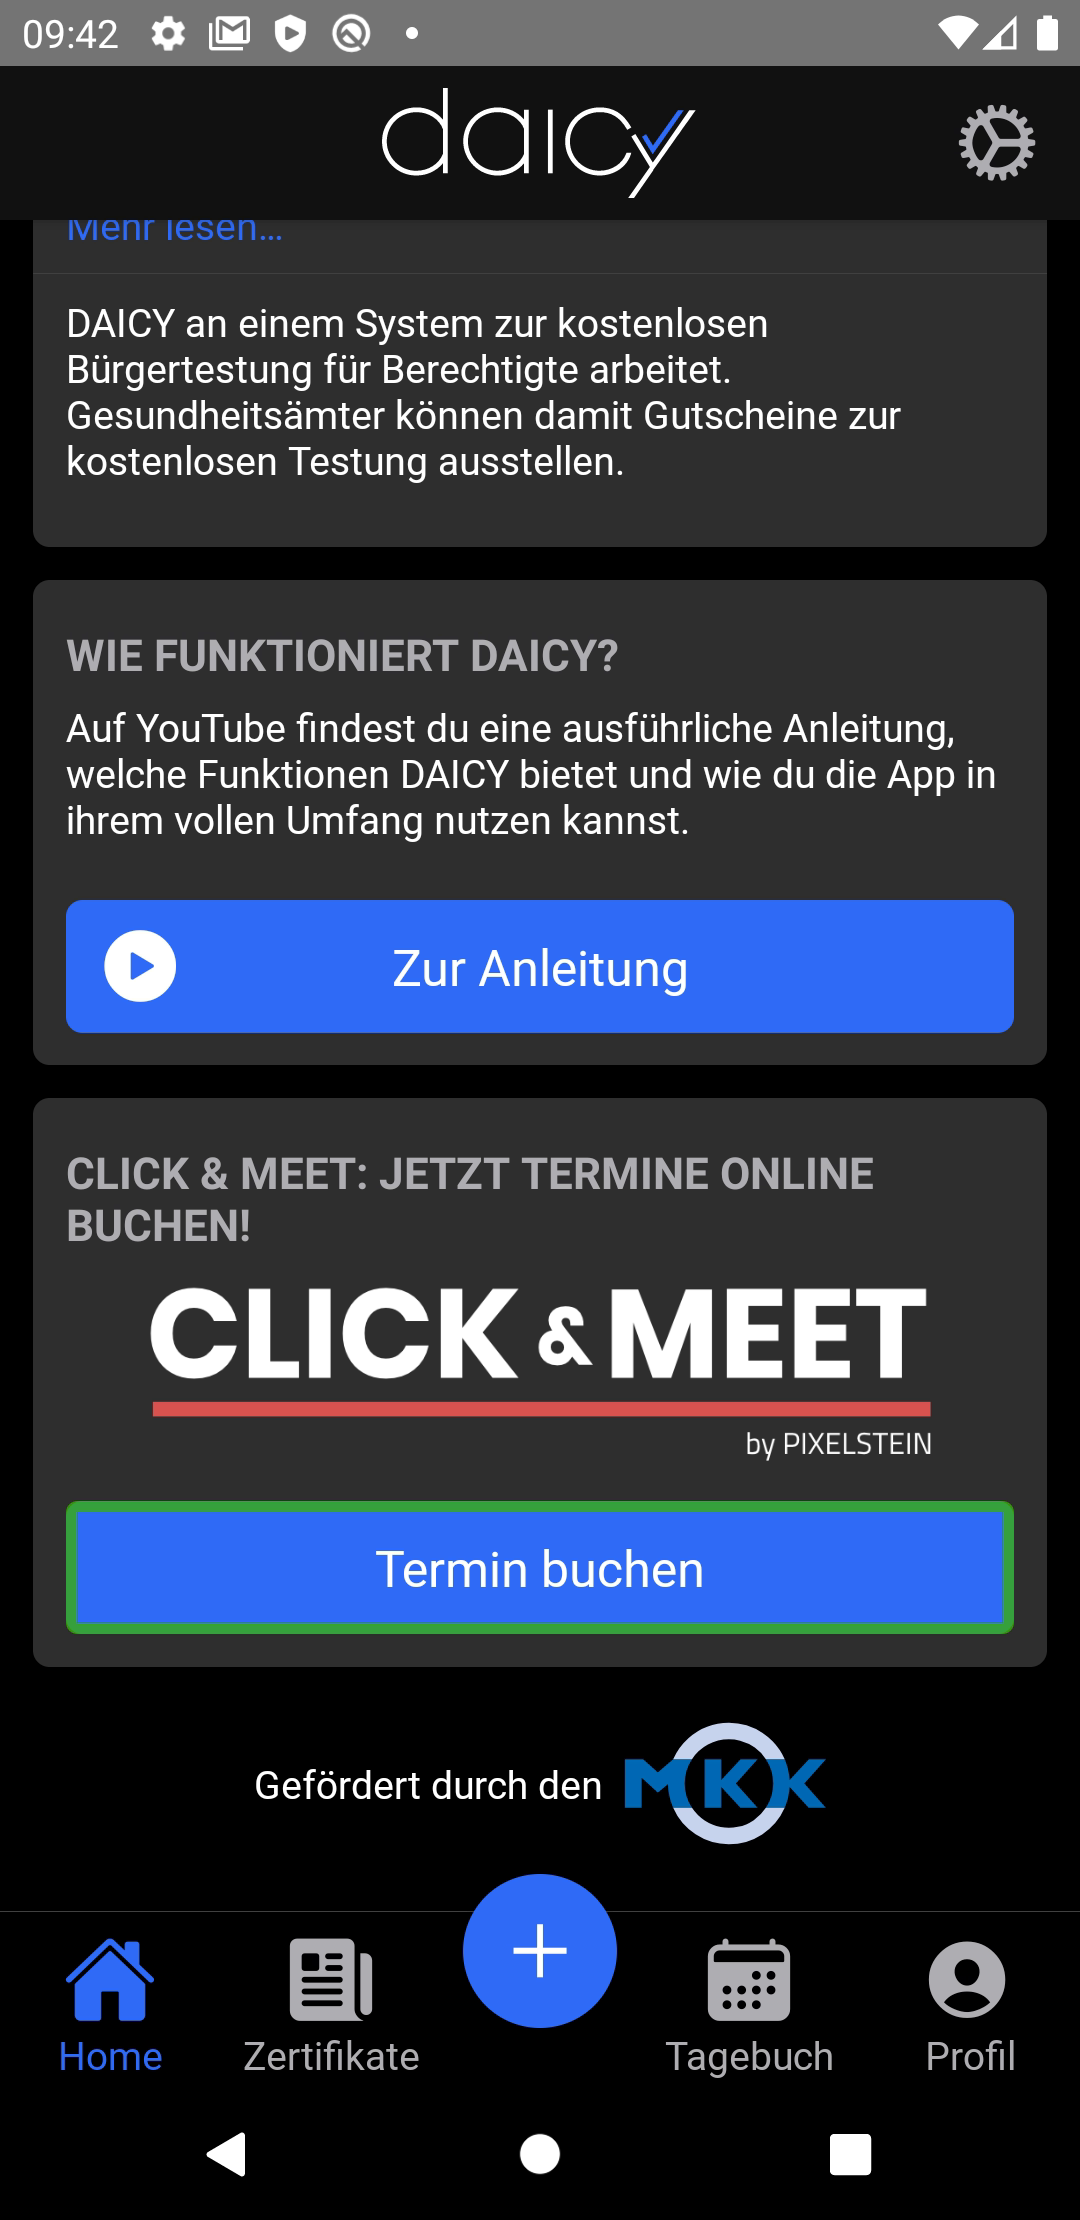 09:42
daicy
Mehr lesen...
DAICY an einem System zur kostenlosen
Bürgertestung für Berechtigte arbeitet.
Gesundheitsämter können damit Gutscheine zur
kostenlosen Testung ausstellen.
WIE FUNKTIONIERT DAICY?
Auf YouTube findest du eine ausführliche Anleitung,
welche Funktionen DAICY bietet und wie du die App in
ihrem vollen Umfang nutzen kannst.
Zur Anleitung
CLICK & MEET: JETZT TERMINE ONLINE
BUCHEN!
CLICK & MEET
by PIXELSTEIN
Termin buchen
Gefördert durch den MKK
Home Zertifikate Tagebuch Profil